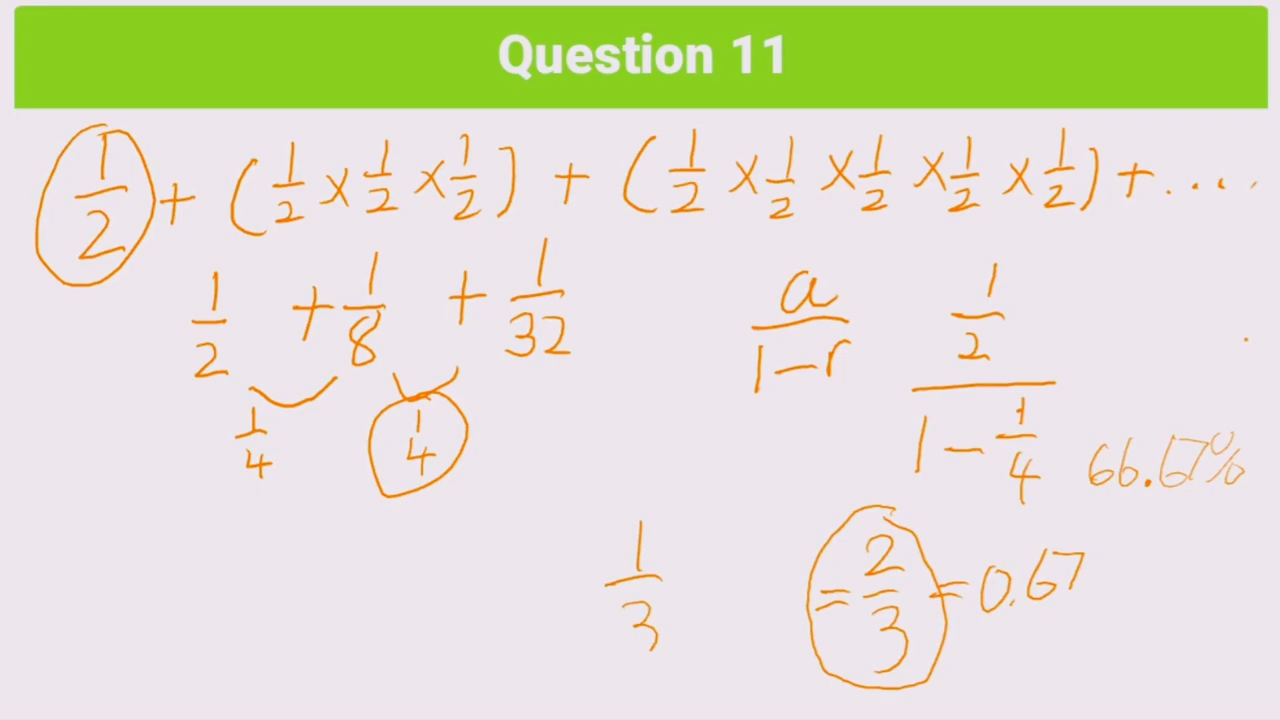 Question 11
1/2 + (1/2 × 1/2 × 1/2) + (1/2 × 1/2 × 1/2 × 1/2 × 1/2) + ....
1/2 + 1/8 + 1/32
1/4 1/4
a/1-r
1/2/1-1/4
66.67%
1/3
= 2/3 = 0.67